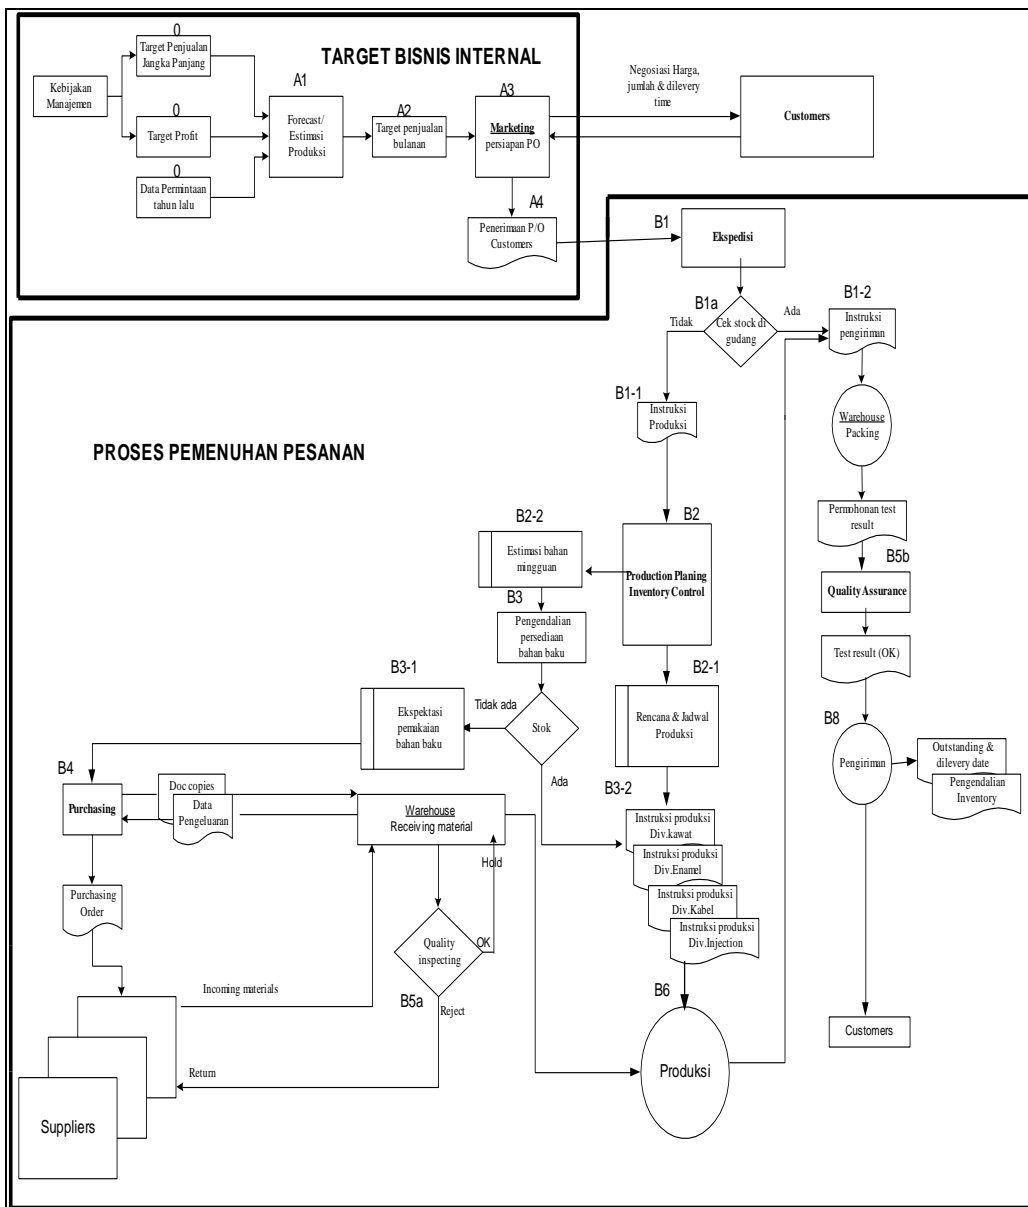 TARGET BISNIS INTERNAL
0
Target Penjualan
Jangka Panjang
Kebijakan
Manajemen
0
Target Profit
0
Data Permintaan
tahun lalu
A1
Forecast/
Estimasi
Produksi
A2
Target penjualan
bulanan
A3
Marketing
persiapan PO
Negosiasi Harga,
jumlah & dilevery
time
Customers
A4
Penerimaan P/O
Customers
PROSES PEMENUHAN PESANAN
B1
Ekspedisi
B1a
Cek stock di
gudang
Tidak
Ada
B1-2
Instruksi
pengiriman
B1-1
Instruksi
Produksi
Warehouse
Packing
Permohonan test
result
B5b
Quality Assurance
Test result (OK)
B8
Pengiriman
Outstanding &
dilevery date
Pengendalian
Inventory
Customers
B2
Production Planing
Inventory Control
B2-2
Estimasi bahan
mingguan
B3
Pengendalian
persediaan
bahan baku
B2-1
Rencana & Jadwal
Produksi
Stok
Tidak ada
Ada
B3-1
Ekspektasi
pemakaian
bahan baku
B4
Purchasing
Doc copies
Data
Pengeluaran
Warehouse
Receiving material
Hold
B3-2
Instruksi produksi
Div.kawat
Instruksi produksi
Div.Enamel
Instruksi produksi
Div.Kabel
Instruksi produksi
Div.Injection
Purchasing
Order
Quality
inspecting
OK
B5a
Reject
Incoming materials
Return
Suppliers
B6
Produksi